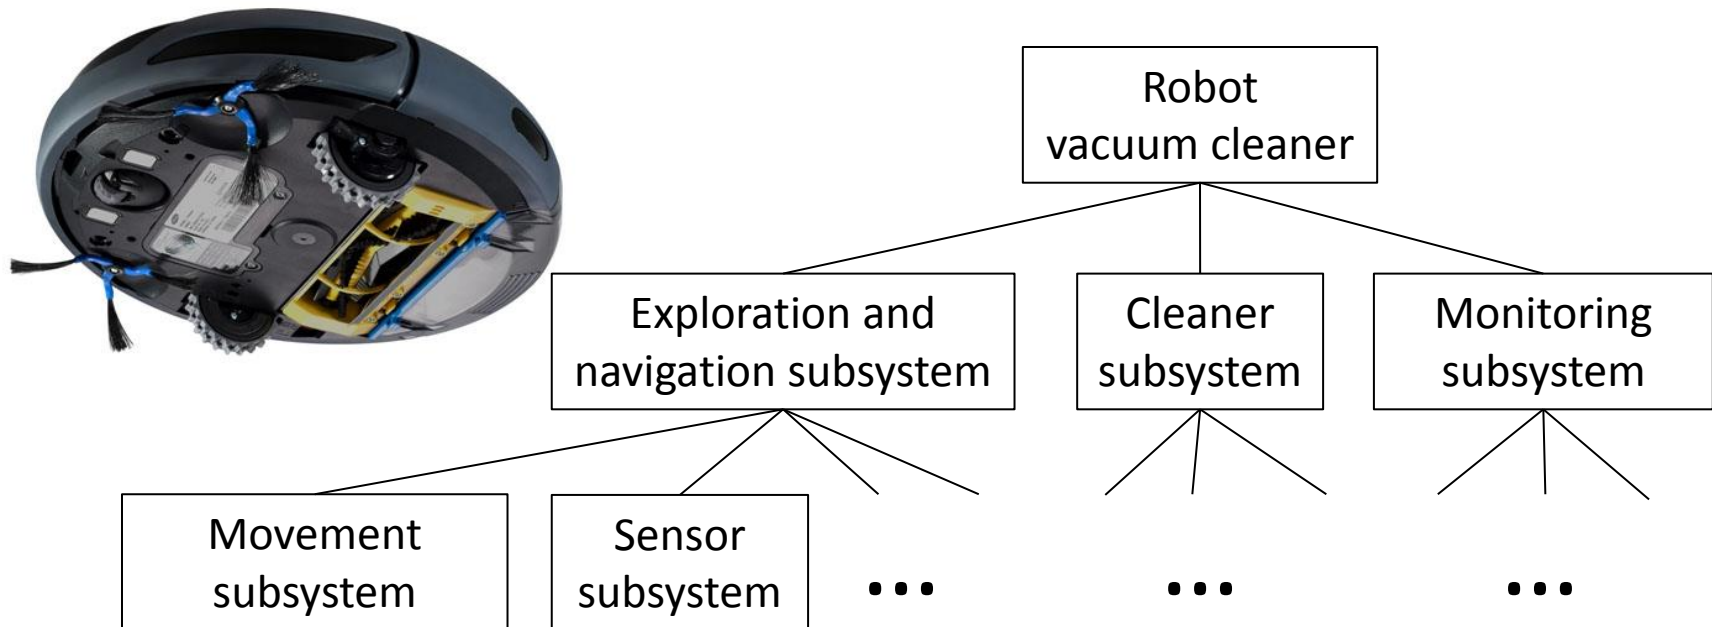 Robot
vacuum cleaner
Exploration and
navigation subsystem
Cleaner
subsystem
Monitoring
subsystem
Movement
subsystem
Sensor
subsystem
...
...
...